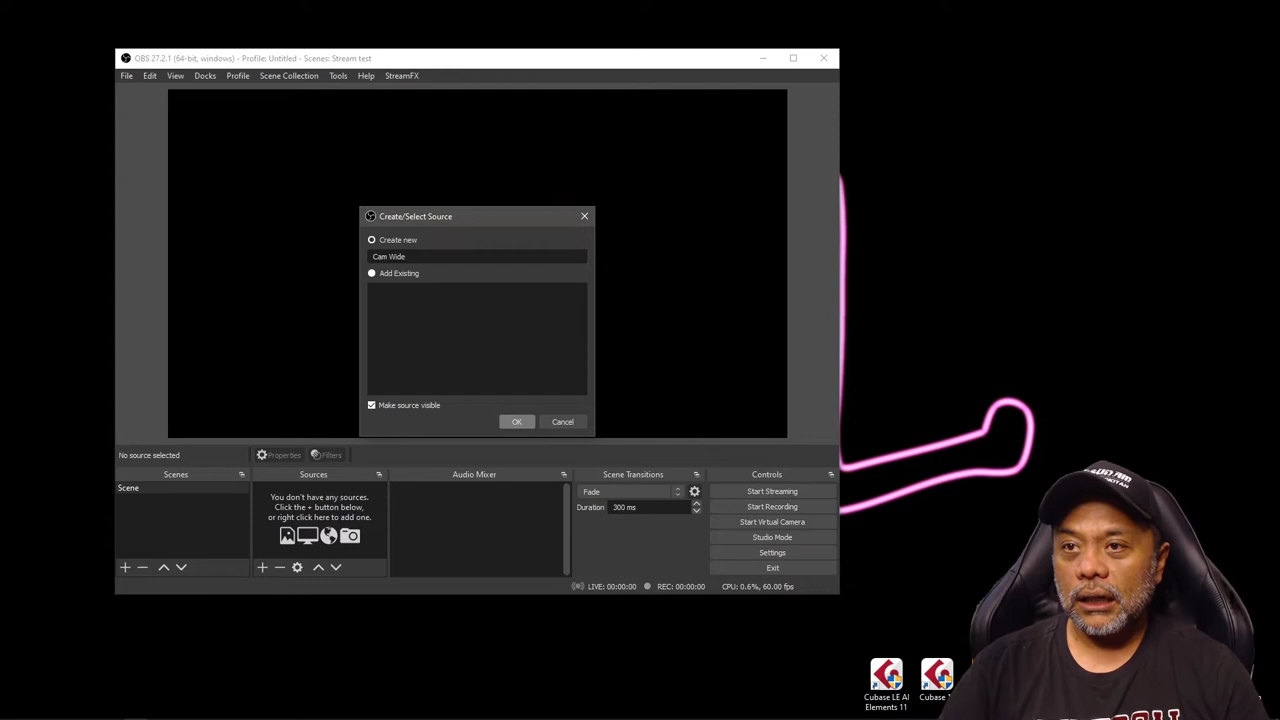 OBS 27.2.1 (64-bit, windows) - Profile: Untitled - Scenes: Stream test
File Edit View Docks Profile Scene Collection Tools Help StreamFX
Create/Select Source
Create new
Cam Wide
Add Existing
Make source visible
OK Cancel
No source selected
Properties Filters
Scenes
Scene
Sources
You don't have any sources.
Click the + button below,
or right click here to add one.
Audio Mixer
Scene Transitions
Fade
Duration 300 ms
Controls
Start Streaming
Start Recording
Start Virtual Camera
Studio Mode
Settings
Exit
LIVE: 00:00:00 REC: 00:00:00 CPU: 0.6%, 60.00 fps
Cubase LE AI
Elements 11
Cubase